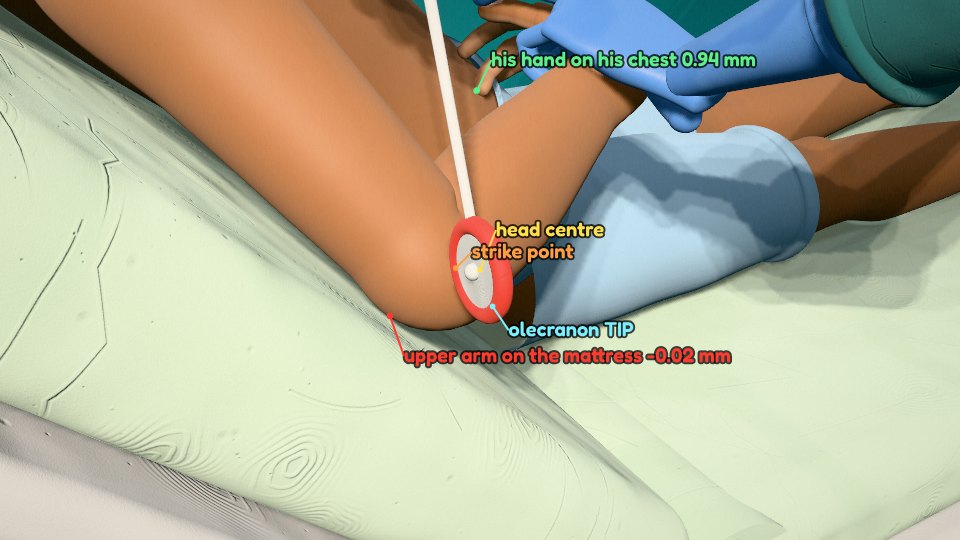 his hand on his chest 0.94 mm
head centre
strike point
olecranon TIP
upper arm on the mattress -0.02 mm